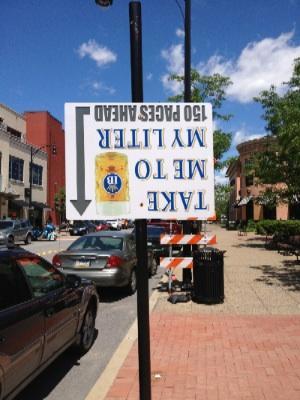 TAKE
ME TO
MY LITER
150 PACES AHEAD